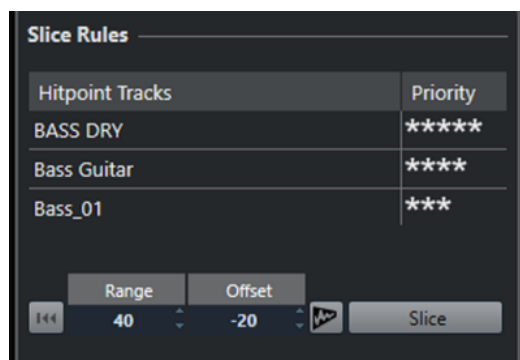 Slice Rules
Hitpoint Tracks Priority
BASS DRY *****
Bass Guitar ****
Bass_01 ***
Range Offset
40 -20 Slice